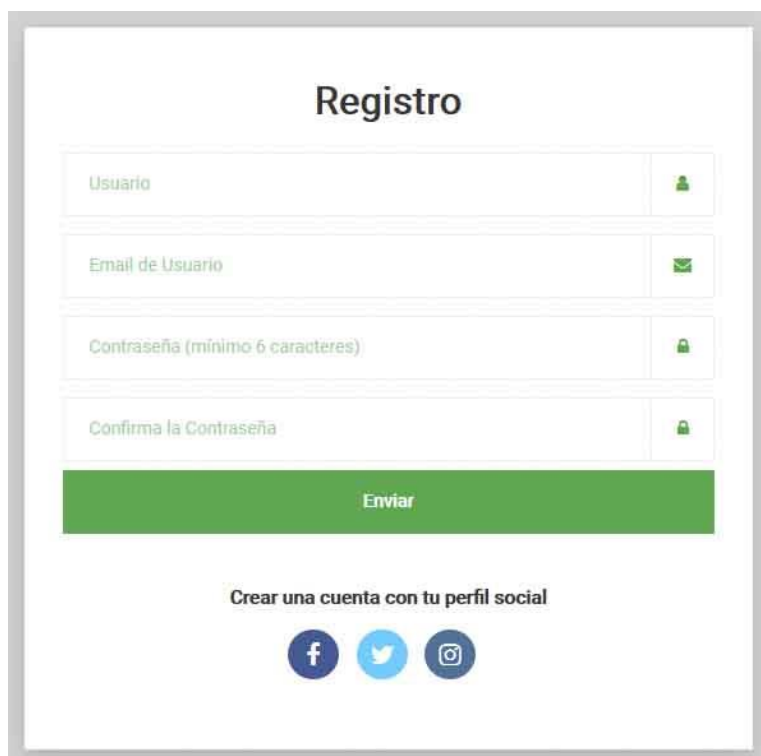 Registro
Usuario
Email de Usuario
Contraseña (mínimo 6 caracteres)
Confirma la Contraseña
Enviar
Crear una cuenta con tu perfil social